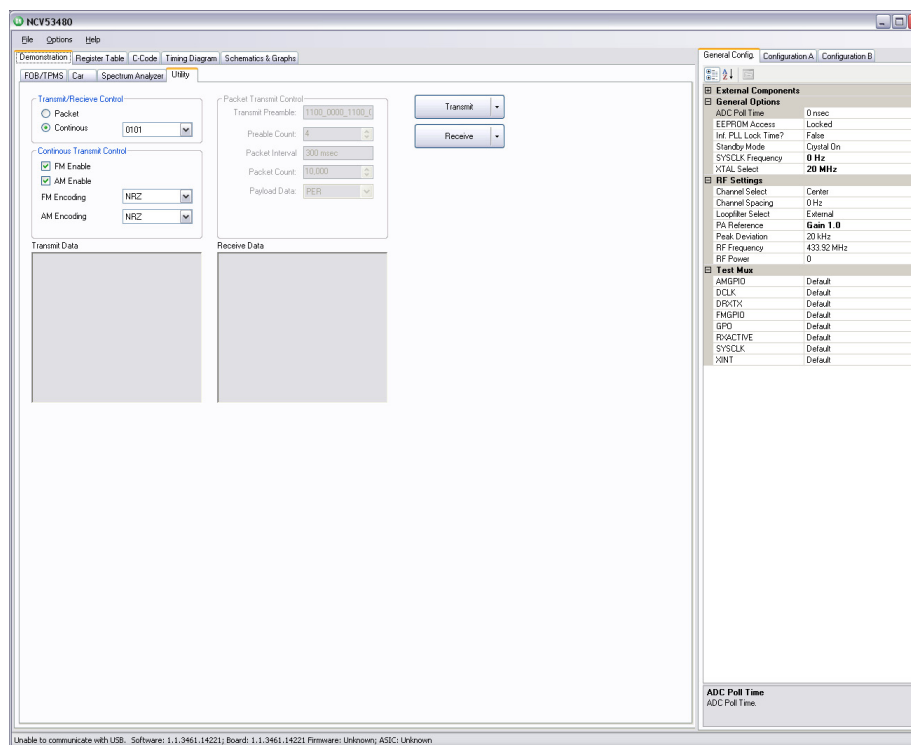 NCV53480
File Options Help
Demonstration Register Table C-Code Timing Diagram Schematics & Graphs
FOB/TPMS Car Spectrum Analyzer Utility
Transmit/Recieve Control
Packet
Continous 0101
Continous Transmit Control
FM Enable
AM Enable
FM Encoding NRZ
AM Encoding NRZ
Packet Transmit Control
Transmit Preamble: 1100_0000_1100_
Preable Count: 4
Packet Interval 300 msec
Packet Count: 10,000
Payload Data: PER
Transmit
Receive
Transmit Data
Receive Data
General Config. Configuration A Configuration B
External Components
General Options
ADC Poll Time 0 nsec
EEPROM Access Locked
Inf. PLL Lock Time? False
Standby Mode Crystal On
SYSCLK Frequency 0 Hz
XTAL Select 20 MHz
RF Settings
Channel Select Center
Channel Spacing 0 Hz
Loopfilter Select External
PA Reference Gain 1.0
Peak Deviation 20 kHz
RF Frequency 433.92 MHz
RF Power 0
Test Mux
AMGPIO Default
DCLK Default
DRXTX Default
FMGPIO Default
GPO Default
RXACTIVE Default
SYSCLK Default
XINT Default
ADC Poll Time
ADC Poll Time.
Unable to communicate with USB. Software: 1.1.3461.14221; Board: 1.1.3461.14221 Firmware: Unknown; ASIC: Unknown